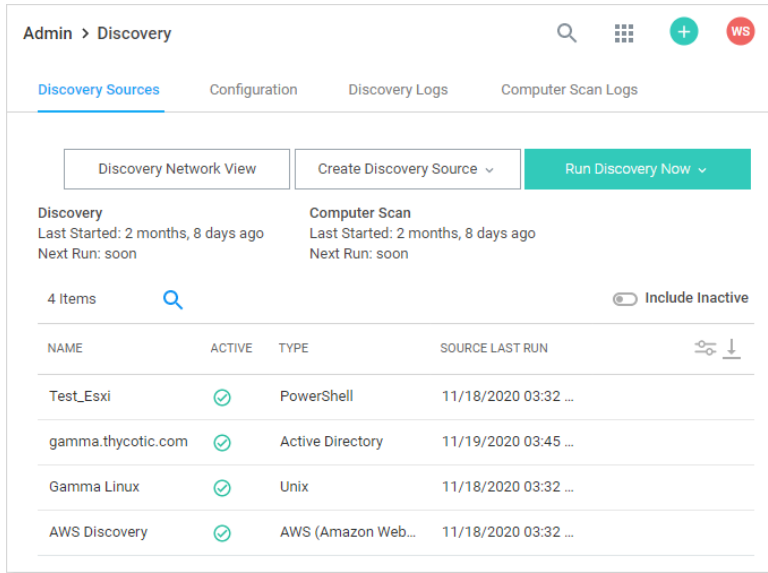 Admin > Discovery
WS
Discovery Sources Configuration Discovery Logs Computer Scan Logs
Discovery Network View Create Discovery Source Run Discovery Now
Discovery Computer Scan
Last Started: 2 months, 8 days ago Last Started: 2 months, 8 days ago
Next Run: soon Next Run: soon
4 Items Include Inactive
NAME ACTIVE TYPE SOURCE LAST RUN
Test_Esxi PowerShell 11/18/2020 03:32 ...
gamma.thycotic.com Active Directory 11/19/2020 03:45 ...
Gamma Linux Unix 11/18/2020 03:32 ...
AWS Discovery AWS (Amazon Web... 11/18/2020 03:32 ...